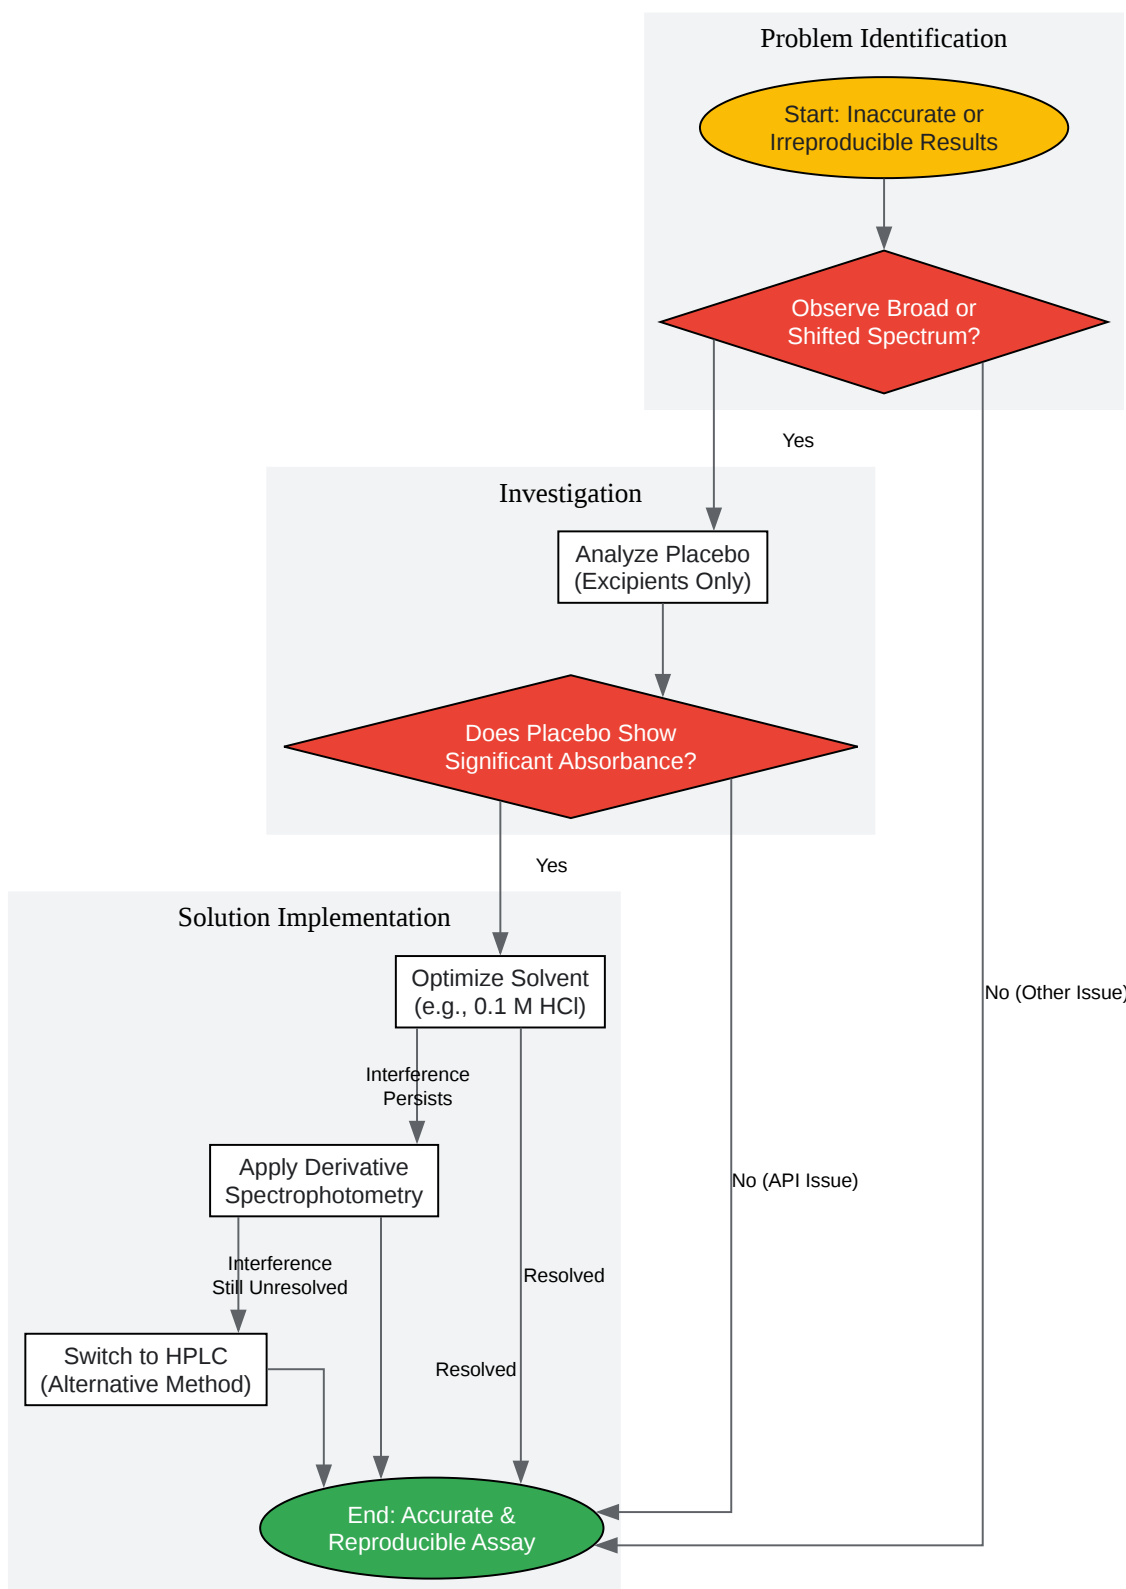 Problem Identification
Start: Inaccurate or
Irreproducible Results
Observe Broad or
Shifted Spectrum?
Yes
Investigation
Analyze Placebo
(Excipients Only)
Does Placebo Show
Significant Absorbance?
Yes
Solution Implementation
Optimize Solvent
(e.g., 0.1 M HCl)
No (Other Issue)
Interference
Persists
Apply Derivative
Spectrophotometry
No (API Issue)
Interference
Still Unresolved
Resolved
Switch to HPLC
(Alternative Method)
Resolved
End: Accurate &
Reproducible Assay